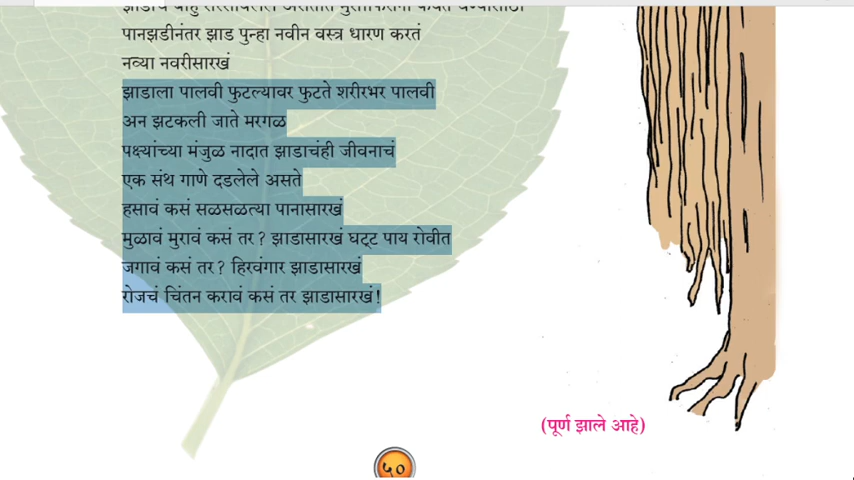 पानझडीनंतर झाड पुन्हा नवीन वस्त्र धारण करतं
नव्या नवरीसारखं
झाडाला पालवी फुटल्यावर फुटते शरीरभर पालवी
अन झटकली जाते मरगळ
पक्ष्यांच्या मंजुळ नादात झाडाचंही जीवनाचं
एक संथ गाणे दडलेले असते
हसावं कसं सळसळत्या पानासारखं
मुळावं मुरावं कसं तर? झाडासारखं घट्ट पाय रोवीत
जगावं कसं तर? हिरवंगार झाडासारखं
रोजचं चिंतन करावं कसं तर झाडासारखं!
(पूर्ण झाले आहे)
५०